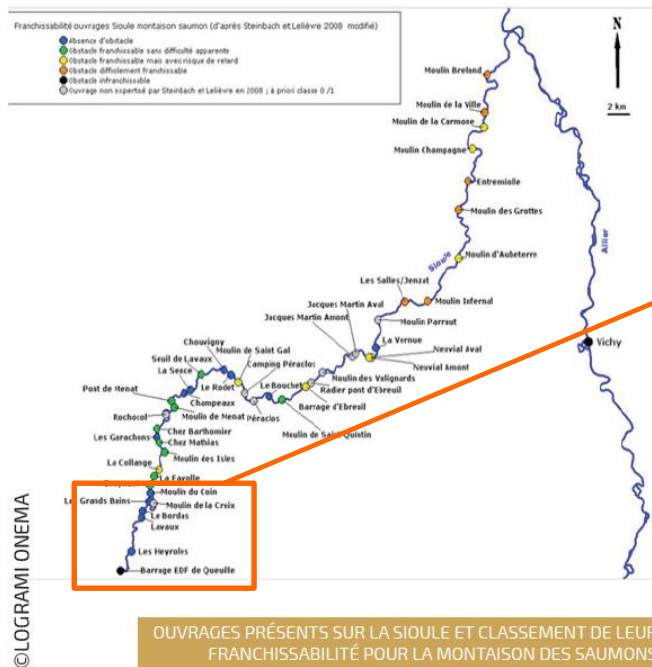 Franchissabilité ouvrages Sioule montaison saumon (d'après Steinbach et Lelièvre 2008 modifié)
Absence d'obstacle
Obstacle franchissable sans difficulté apparente
Obstacle franchissable mais avec risque de retard
Obstacle difficilement franchissable
Obstacle infranchissable
Ouvrage non expertisé par Steinbach et Lelièvre en 2008 ; à priori classe 0 /1
N
2 km
Moulin Breland
Moulin de la Ville
Moulin de la Carmose
Moulin Champagne
Entremiolle
Moulin des Grottes
Sioule
Moulin d'Aubeterre
Allier
Les Salles/Jenzat
Moulin Infernal
Jacques Martin Aval
Jacques Martin Amont
Moulin Parraut
La Vernue
Vichy
Neuvial Aval
Neuvial Amont
Chouvigny
Moulin de Saint Gal
Camping Péraclos
Seuil de Lavaux
La Sesce
Le Rodet
Le Bouchet
Moulin des Valignards
Radier pont d'Ebreuil
Barrage d'Ebreuil
Pont de Menat
Champeaux
Moulin de Menat
Péraclos
Moulin de Saint Quintin
Rochocol
Chez Barthomier
Les Garachons
Chez Mathias
Moulin des Isles
La Collange
La Fayolle
Moulin du Coin
Les Grands Bains
Moulin de la Croix
Le Bordas
Lavaux
Les Heyroles
Barrage EDF de Queuille
©LOGRAMI ONEMA
OUVRAGES PRÉSENTS SUR LA SIOULE ET CLASSEMENT DE LEUR
FRANCHISSABILITÉ POUR LA MONTAISON DES SAUMONS